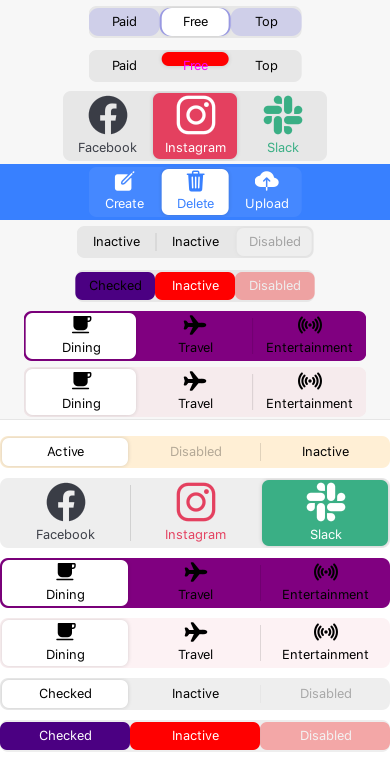 Paid Free Top
Paid Free Top
Facebook Instagram Slack
Create Delete Upload
Inactive Inactive Disabled
Checked Inactive Disabled
Dining Travel Entertainment
Dining Travel Entertainment
Active Disabled Inactive
Facebook Instagram Slack
Dining Travel Entertainment
Dining Travel Entertainment
Checked Inactive Disabled
Checked Inactive Disabled